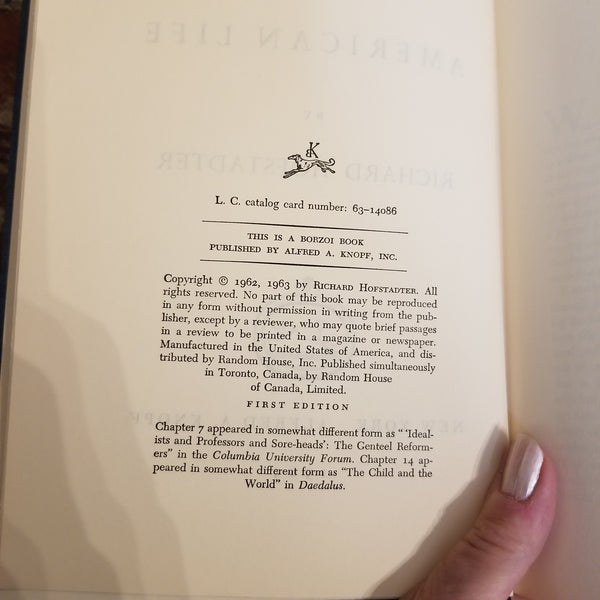 AMERICAN LIFE
BY
RICHARD HOFSTADTER
K
L. C. catalog card number: 63–14086
THIS IS A BORZOI BOOK
PUBLISHED BY ALFRED A. KNOPF, INC.
Copyright © 1962, 1963 by RICHARD HOFSTADTER. All
rights reserved. No part of this book may be reproduced
in any form without permission in writing from the pub-
lisher, except by a reviewer, who may quote brief passages
in a review to be printed in a magazine or newspaper.
Manufactured in the United States of America, and dis-
tributed by Random House, Inc. Published simultaneously
in Toronto, Canada, by Random House
of Canada, Limited.
FIRST EDITION
Chapter 7 appeared in somewhat different form as “ ‘Ideal-
ists and Professors and Sore-heads’: The Genteel Reform-
ers” in the Columbia University Forum. Chapter 14 ap-
peared in somewhat different form as “The Child and the
World” in Daedalus.